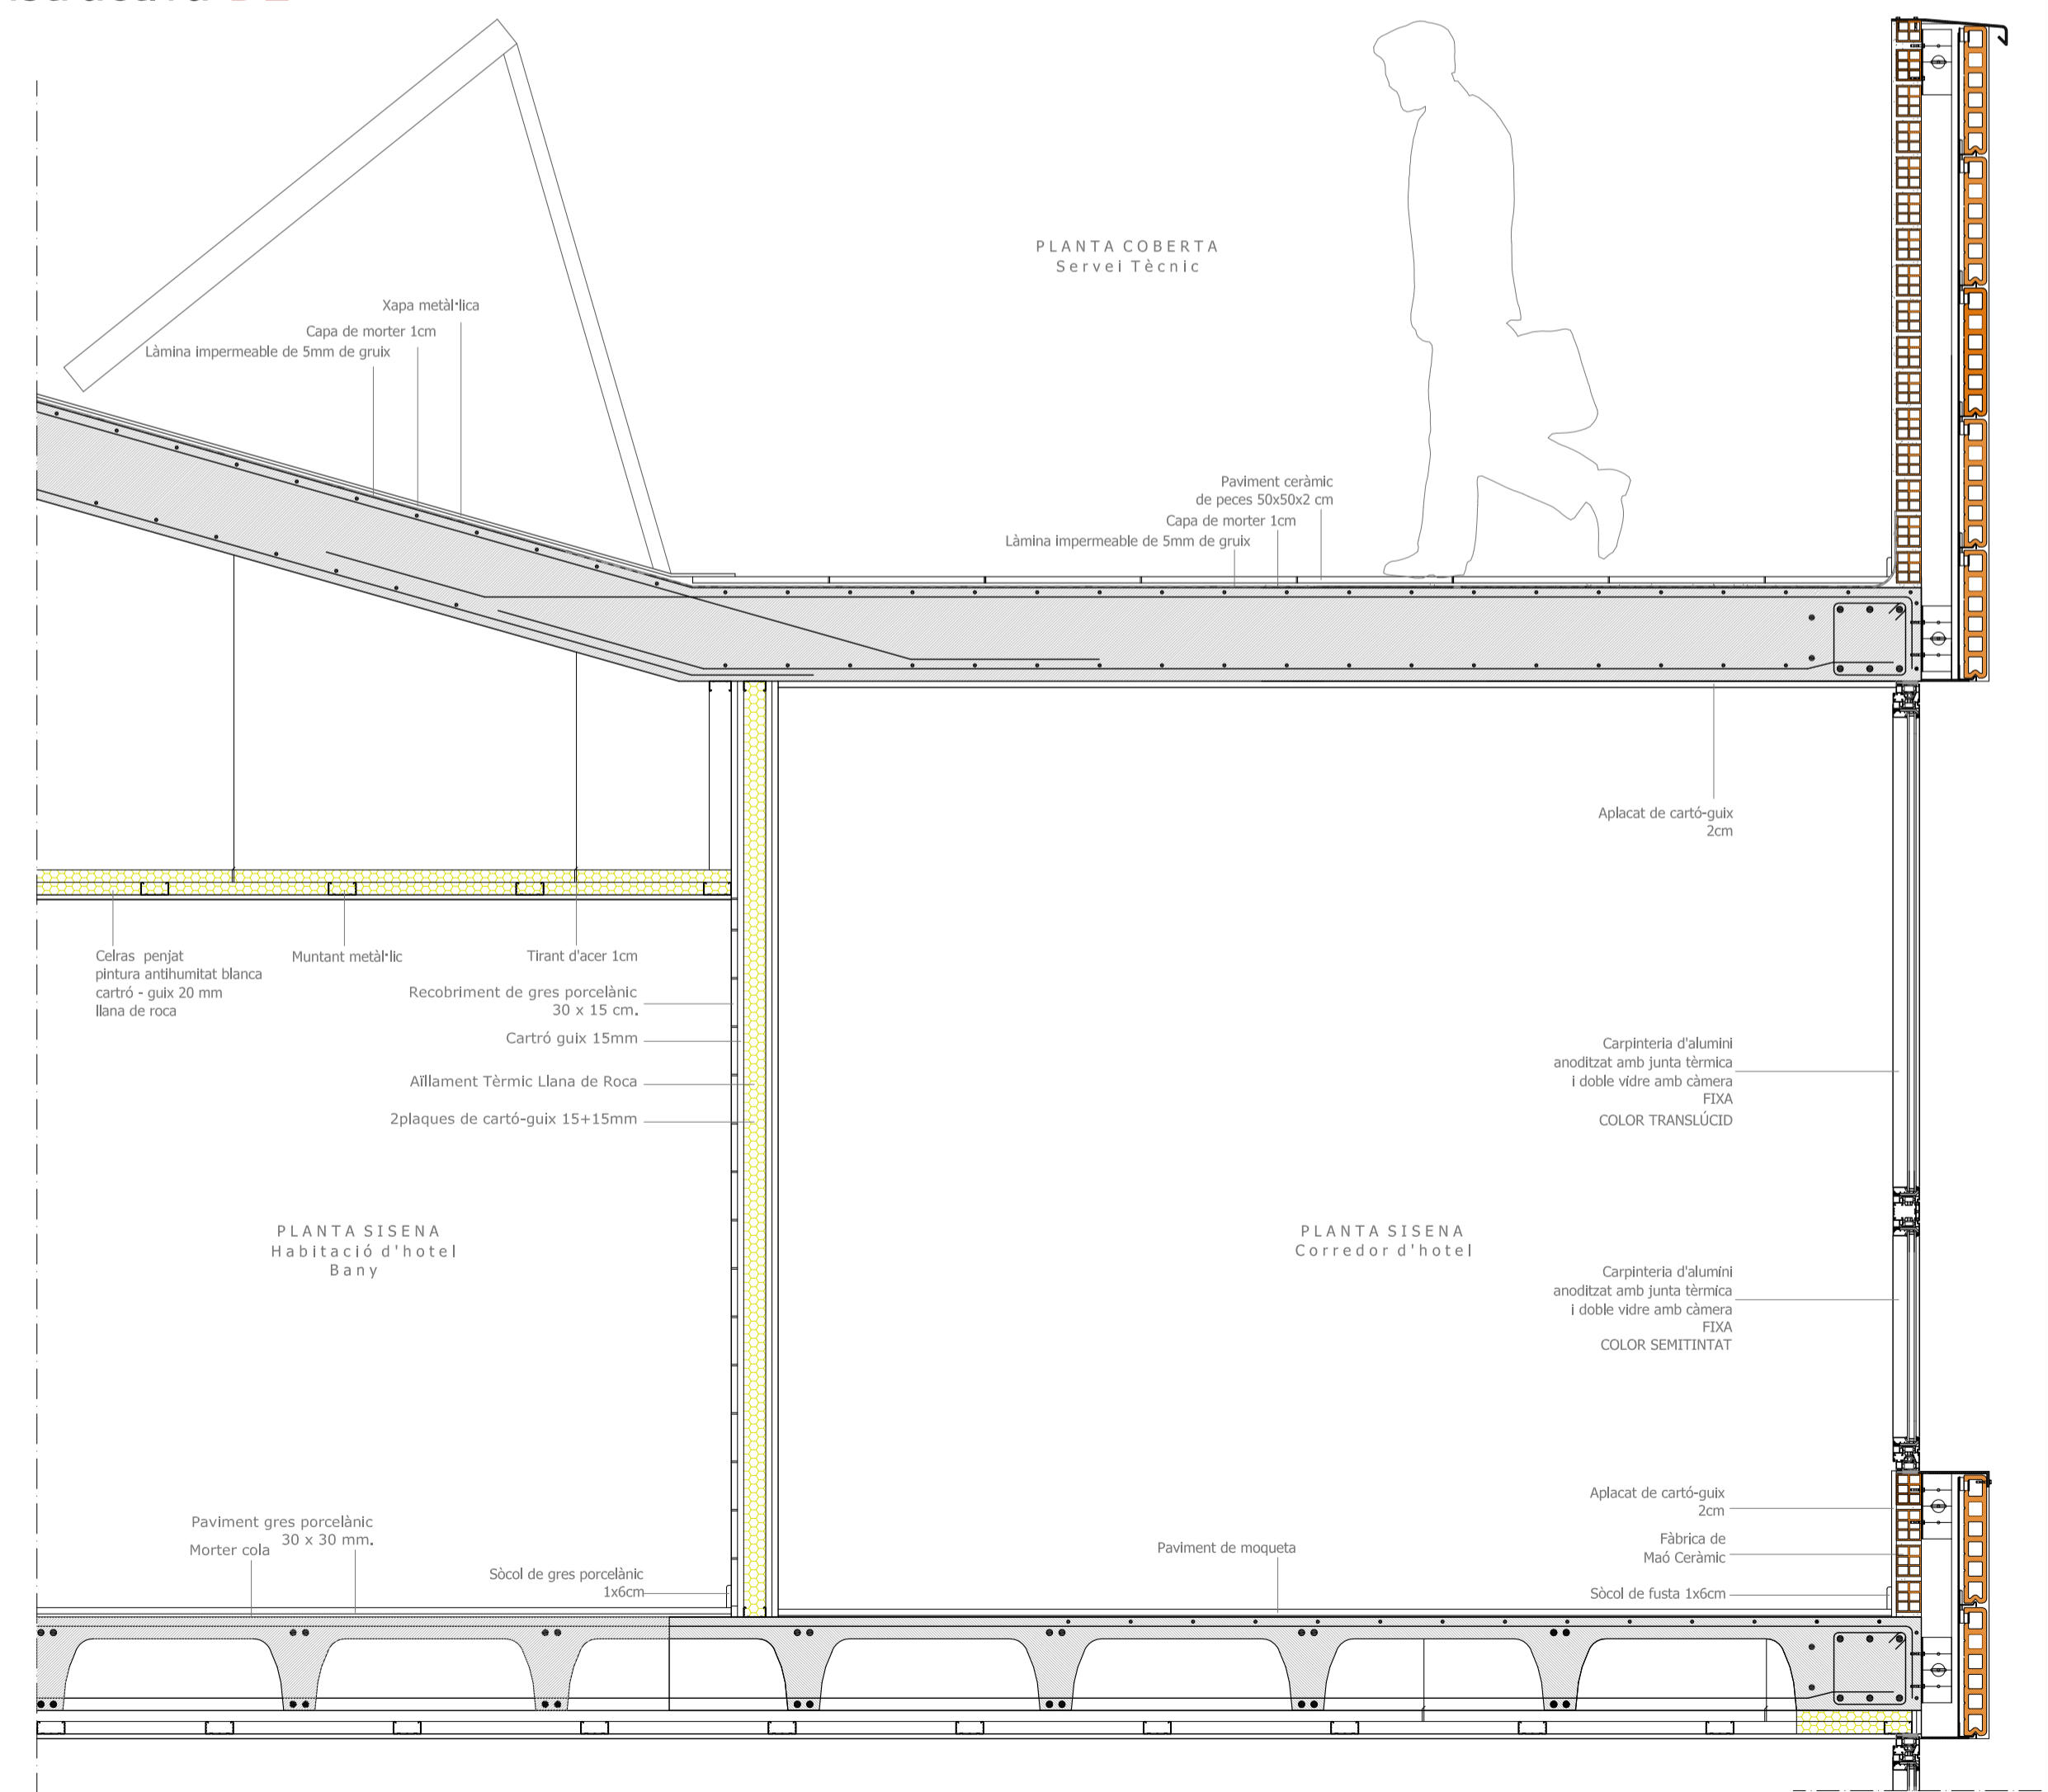 PLANTA COBERTA
Servei Tècnic
Xapa metàl·lica
Capa de morter 1cm
Làmina impermeable de 5mm de gruix
Paviment ceràmic
de peces 50x50x2 cm
Capa de morter 1cm
Làmina impermeable de 5mm de gruix
Aplacat de cartó-guix
2cm
Celras penjat
pintura antihumitat blanca
cartró - guix 20 mm
llana de roca
Muntant metàl·lic
Tirant d'acer 1cm
Recobriment de gres porcelànic
30 x 15 cm.
Cartró guix 15mm
Aïllament Tèrmic Llana de Roca
2plaques de cartó-guix 15+15mm
Carpinteria d'alumini
anoditzat amb junta tèrmica
i doble vidre amb càmera
FIXA
COLOR TRANSLÚCID
PLANTA SISENA
Habitació d'hotel
Bany
PLANTA SISENA
Corredor d'hotel
Carpinteria d'alumini
anoditzat amb junta tèrmica
i doble vidre amb càmera
FIXA
COLOR SEMITINTAT
Aplacat de cartó-guix
2cm
Fàbrica de
Maó Ceràmic
Sòcol de fusta 1x6cm
Paviment gres porcelànic
30 x 30 mm.
Morter cola
Sòcol de gres porcelànic
1x6cm
Paviment de moqueta